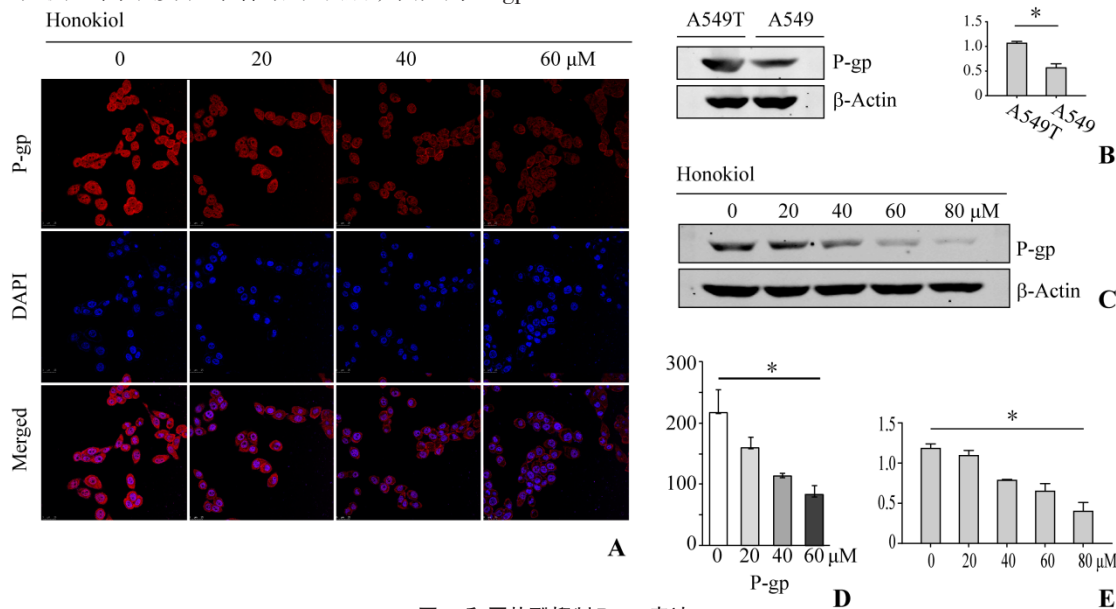 Honokiol
0 20 40 60 μM
P-gp
DAPI
Merged
A
A549T A549
P-gp
β-Actin
*
1.5
1.0
0.5
0.0
A549T
A549
B
Honokiol
0 20 40 60 80 μM
P-gp
β-Actin
C
*
300
200
100
0
0 20 40 60 μM
P-gp
D
*
1.5
1.0
0.5
0.0
0 20 40 60 80 μM
E